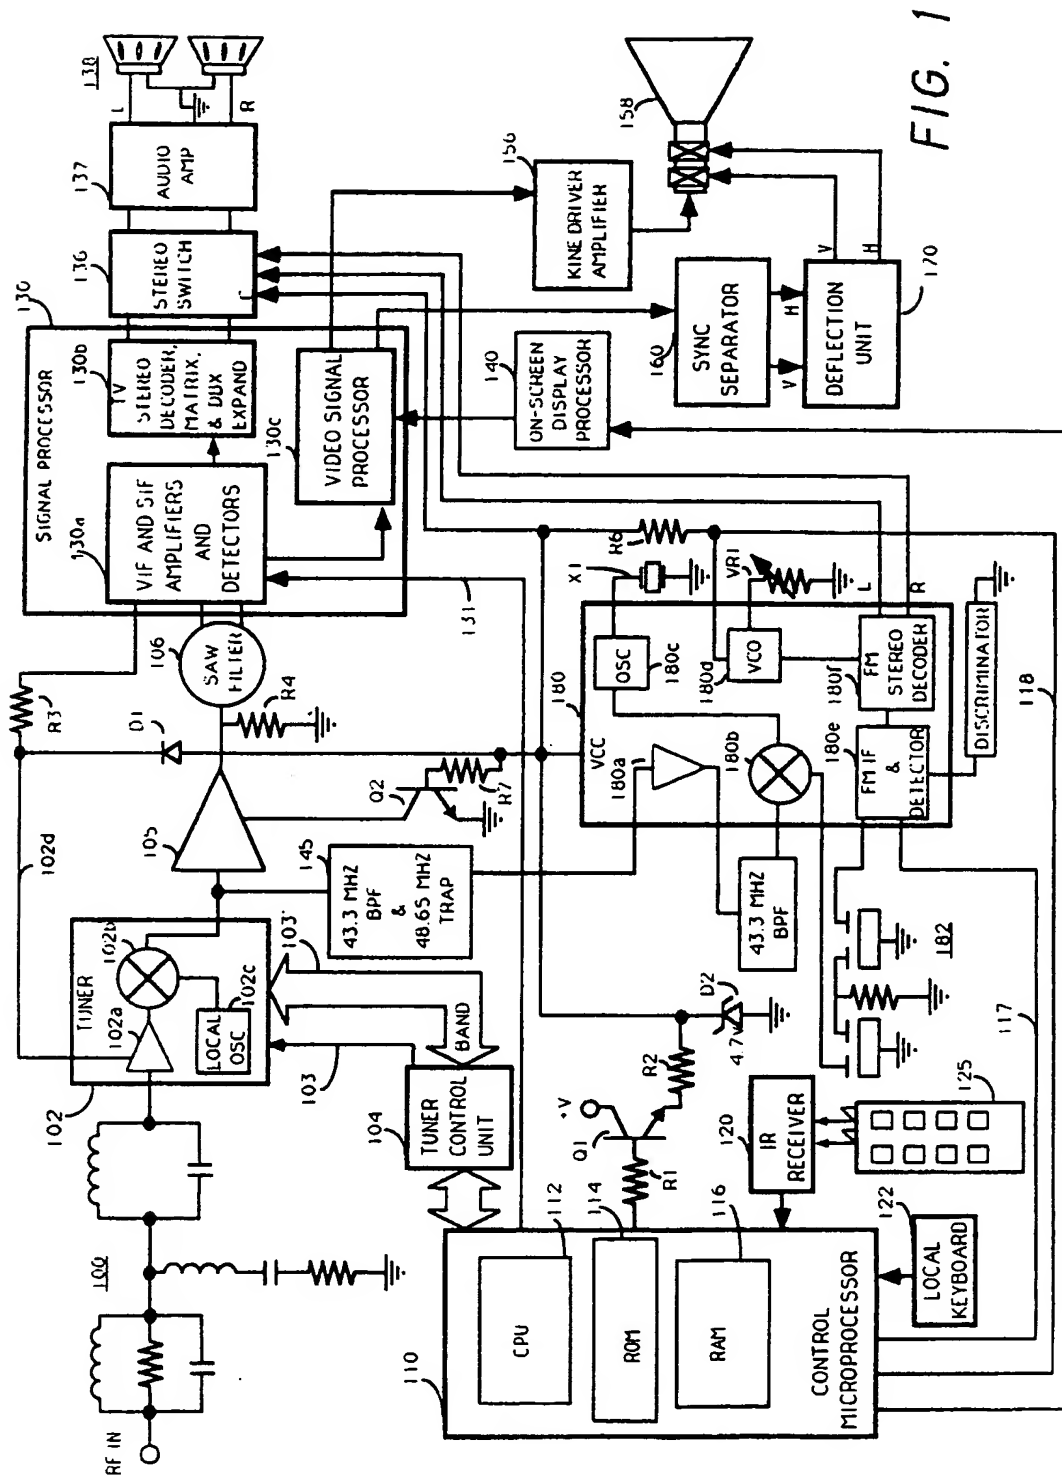 FIG. 1
RF IN
100
102
TUNER
102a
102b
LOCAL
OSC
102c
102d
103
103'
BAND
104
TUNER
CONTROL
UNIT
105
145
43.3 MHZ
BPF
&
48.65 MHZ
TRAP
Q2
R7
D1
R3
R4
106
SAW
FILTER
131
130
SIGNAL PROCESSOR
130a
VIF AND SIF
AMPLIFIERS
AND
DETECTORS
130b
TV
STEREO
DECODER,
MATRIX,
& DBX
EXPAND
130c
VIDEO SIGNAL
PROCESSOR
136
STEREO
SWITCH
137
AUDIO
AMP
L
R
138
140
ON-SCREEN
DISPLAY
PROCESSOR
156
KINE DRIVER
AMPLIFIER
158
160
SYNC
SEPARATOR
V
H
DEFLECTION
UNIT
170
V
H
110
CPU
112
ROM
114
RAM
116
CONTROL
MICROPROCESSOR
R1
Q1
+V
R2
D2
4.7V
120
IR
RECEIVER
125
122
LOCAL
KEYBOARD
117
118
180
VCC
180a
180b
OSC
180c
X1
R6
VCO
180d
VR1
FM IF
&
DETECTOR
180e
FM
STEREO
DECODER
180f
L
R
DISCRIMINATOR
43.3 MHZ
BPF
182